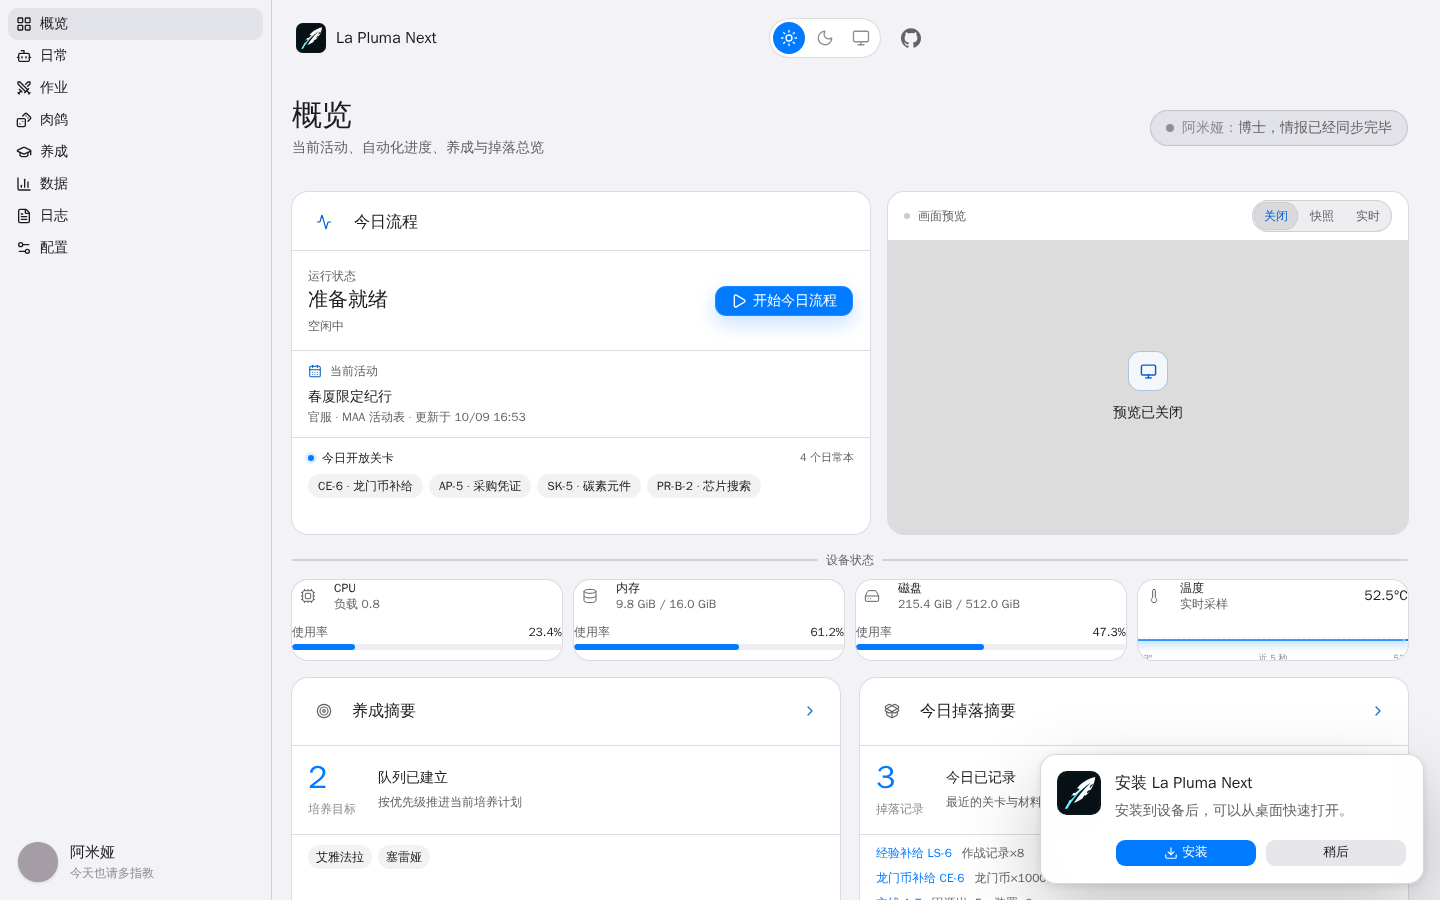 概览
日常
作业
肉鸽
养成
数据
日志
配置
阿米娅
今天也请多指教
La Pluma Next
概览
当前活动、自动化进度、养成与掉落总览
阿米娅：博士，情报已经同步完毕
今日流程
运行状态
准备就绪
空闲中
开始今日流程
当前活动
春厦限定纪行
官服 · MAA 活动表 · 更新于 10/09 16:53
今日开放关卡
4 个日常本
CE-6 · 龙门币补给
AP-5 · 采购凭证
SK-5 · 碳素元件
PR-B-2 · 芯片搜索
画面预览
关闭
快照
实时
预览已关闭
设备状态
CPU
负载 0.8
使用率
23.4%
内存
9.8 GiB / 16.0 GiB
使用率
61.2%
磁盘
215.4 GiB / 512.0 GiB
使用率
47.3%
温度
实时采样
52.5°C
近 5 秒
养成摘要
2
培养目标
队列已建立
按优先级推进当前培养计划
艾雅法拉
塞雷娅
今日掉落摘要
3
掉落记录
今日已记录
最近的关卡与材料
经验补给 LS-6 作战记录×8
龙门币补给 CE-6 龙门币×1000
安装 La Pluma Next
安装到设备后，可以从桌面快速打开。
安装
稍后